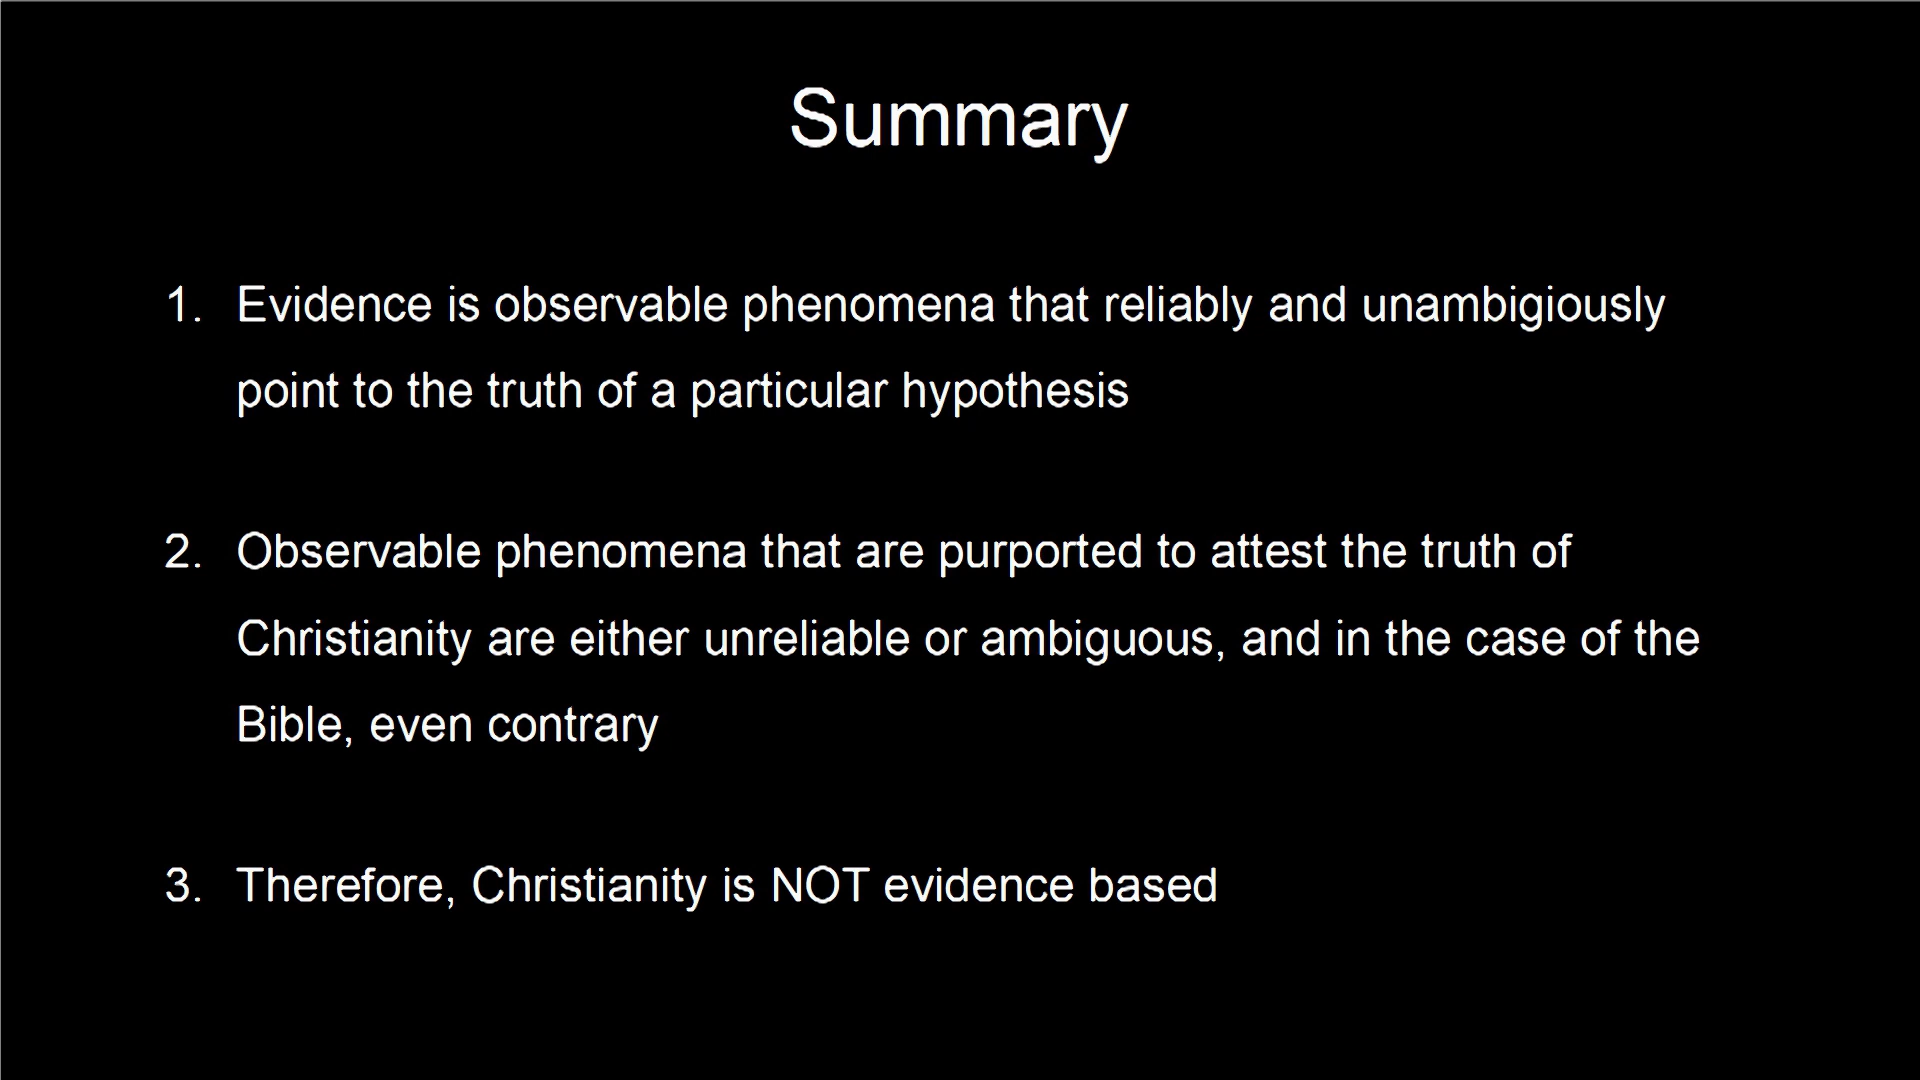 Summary
1. Evidence is observable phenomena that reliably and unambigiously
point to the truth of a particular hypothesis
2. Observable phenomena that are purported to attest the truth of
Christianity are either unreliable or ambiguous, and in the case of the
Bible, even contrary
3. Therefore, Christianity is NOT evidence based